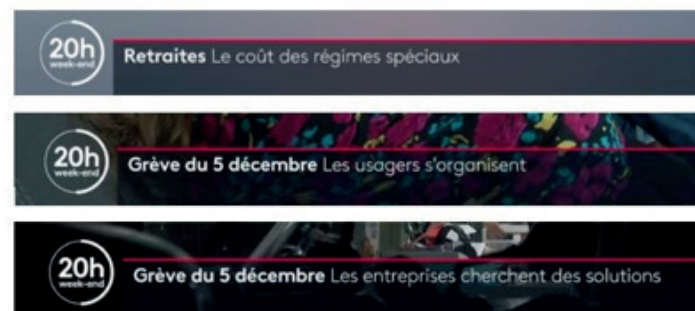 20h
week-end
Retraites Le coût des régimes spéciaux
20h
week-end
Grève du 5 décembre Les usagers s'organisent
20h
week-end
Grève du 5 décembre Les entreprises cherchent des solutions